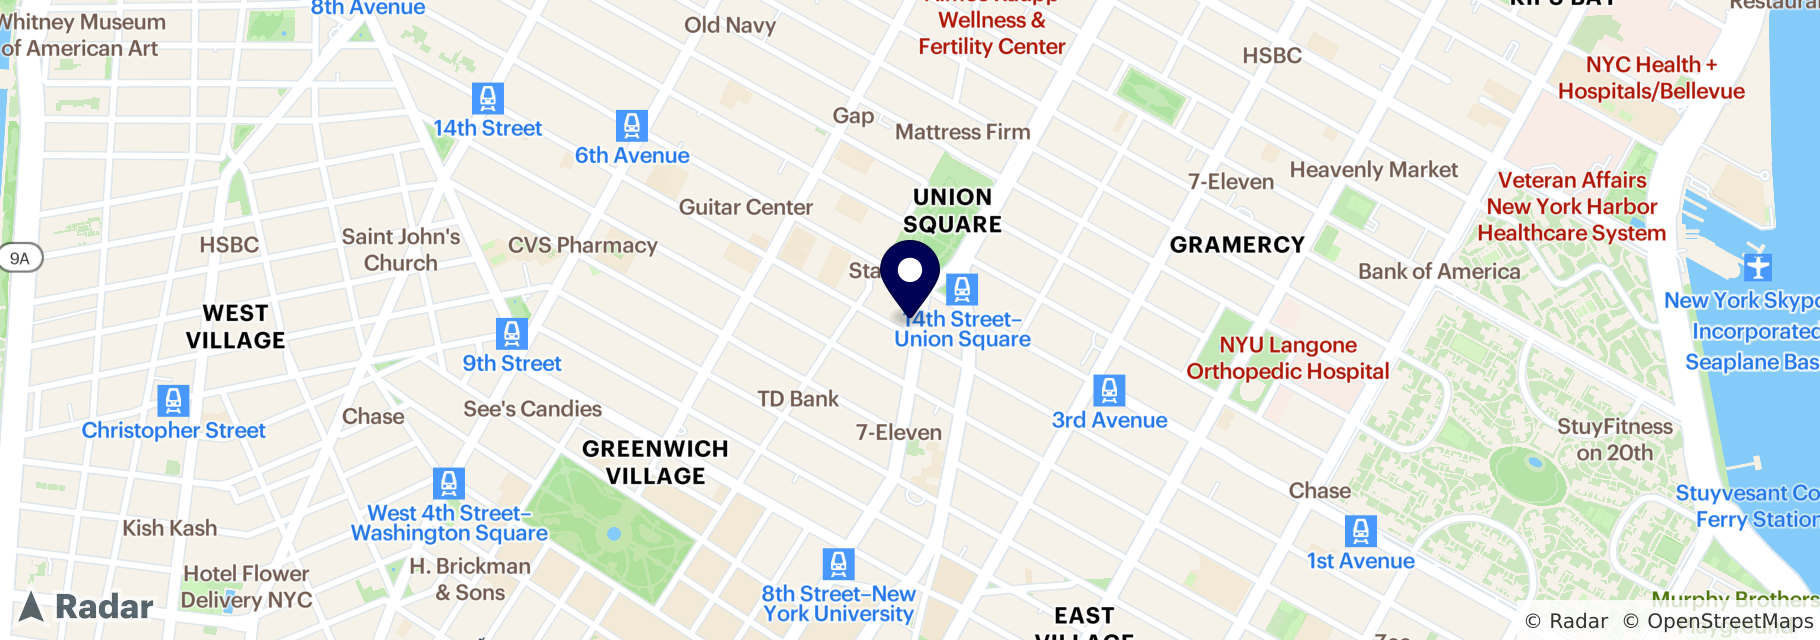 8th Avenue
Whitney Museum
of American Art
Old Navy
Wellness &
Fertility Center
HSBC
NYC Health +
Hospitals/Bellevue
14th Street
6th Avenue
Gap
Mattress Firm
7-Eleven
Heavenly Market
Veteran Affairs
New York Harbor
Healthcare System
UNION
SQUARE
Guitar Center
HSBC
Saint John's
Church
CVS Pharmacy
GRAMERCY
9A
Sta
Bank of America
New York Skypo
Incorporated
Seaplane Bas
WEST
VILLAGE
14th Street–
Union Square
9th Street
NYU Langone
Orthopedic Hospital
TD Bank
See's Candies
Chase
Christopher Street
3rd Avenue
7-Eleven
StuyFitness
on 20th
GREENWICH
VILLAGE
Chase
Stuyvesant Co
Ferry Station
West 4th Street–
Washington Square
Kish Kash
1st Avenue
H. Brickman
& Sons
Hotel Flower
Delivery NYC
8th Street–New
York University
Radar
EAST
VILLAGE
Murphy Brothers
© Radar © OpenStreetMaps